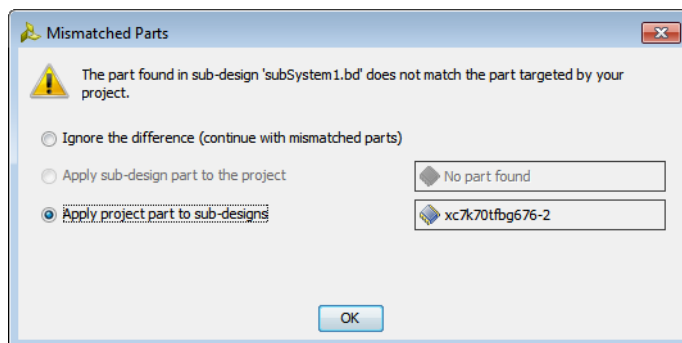 Mismatched Parts
The part found in sub-design 'subSystem1.bd' does not match the part targeted by your
project.
Ignore the difference (continue with mismatched parts)
Apply sub-design part to the project
No part found
Apply project part to sub-designs
xc7k70tfbg676-2
OK